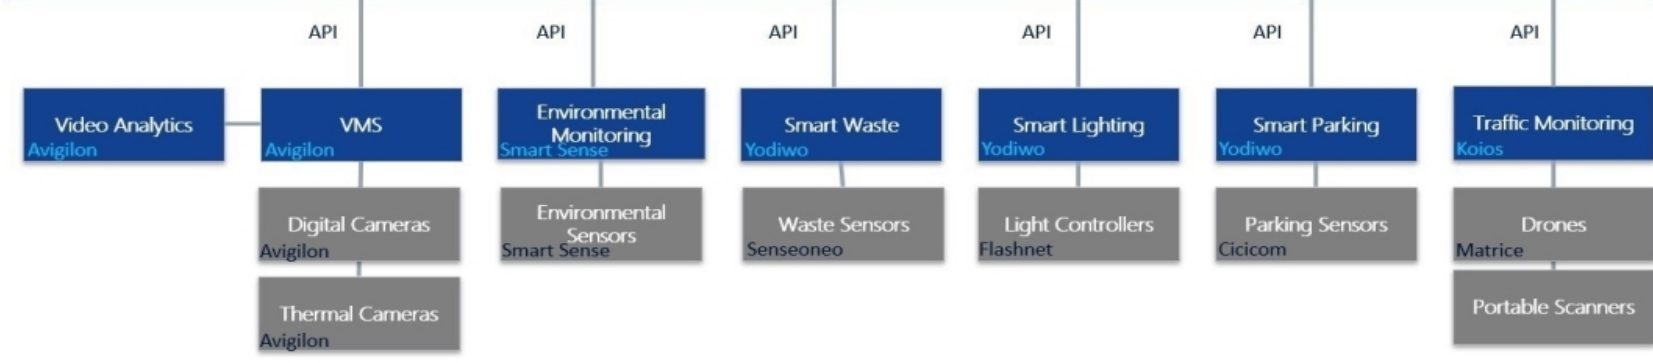 API
API
API
API
API
API
Video Analytics
Avigilon
VMS
Avigilon
Environmental
Monitoring
Smart Sense
Smart Waste
Yodiwo
Smart Lighting
Yodiwo
Smart Parking
Yodiwo
Traffic Monitoring
Koios
Digital Cameras
Avigilon
Environmental
Sensors
Smart Sense
Waste Sensors
Senseoneo
Light Controllers
Flashnet
Parking Sensors
Cicicom
Drones
Matrice
Thermal Cameras
Avigilon
Portable Scanners